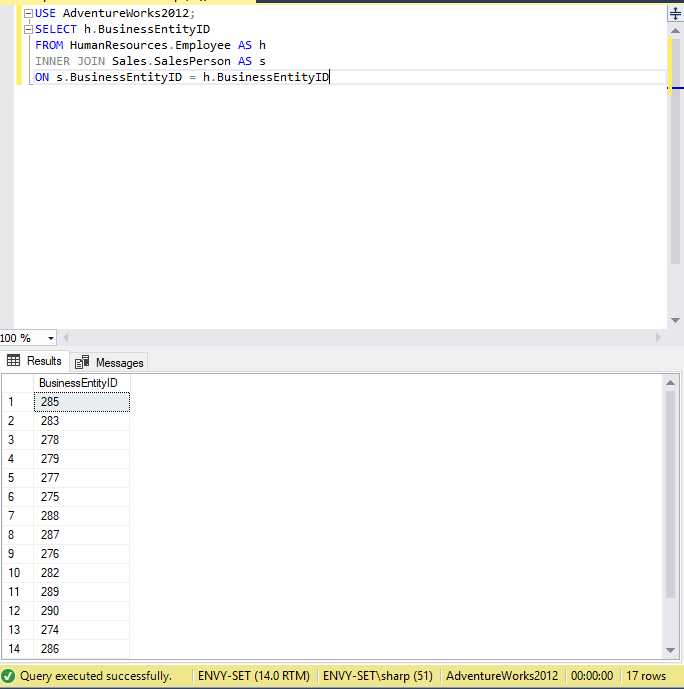 USE AdventureWorks2012;
SELECT h.BusinessEntityID
FROM HumanResources.Employee AS h
INNER JOIN Sales.SalesPerson AS s
ON s.BusinessEntityID = h.BusinessEntityID
100 %
Results Messages
BusinessEntityID
1 285
2 283
3 278
4 279
5 277
6 275
7 288
8 287
9 276
10 282
11 289
12 290
13 274
14 286
Query executed successfully. ENVY-SET (14.0 RTM) ENVY-SET\sharp (51) AdventureWorks2012 00:00:00 17 rows